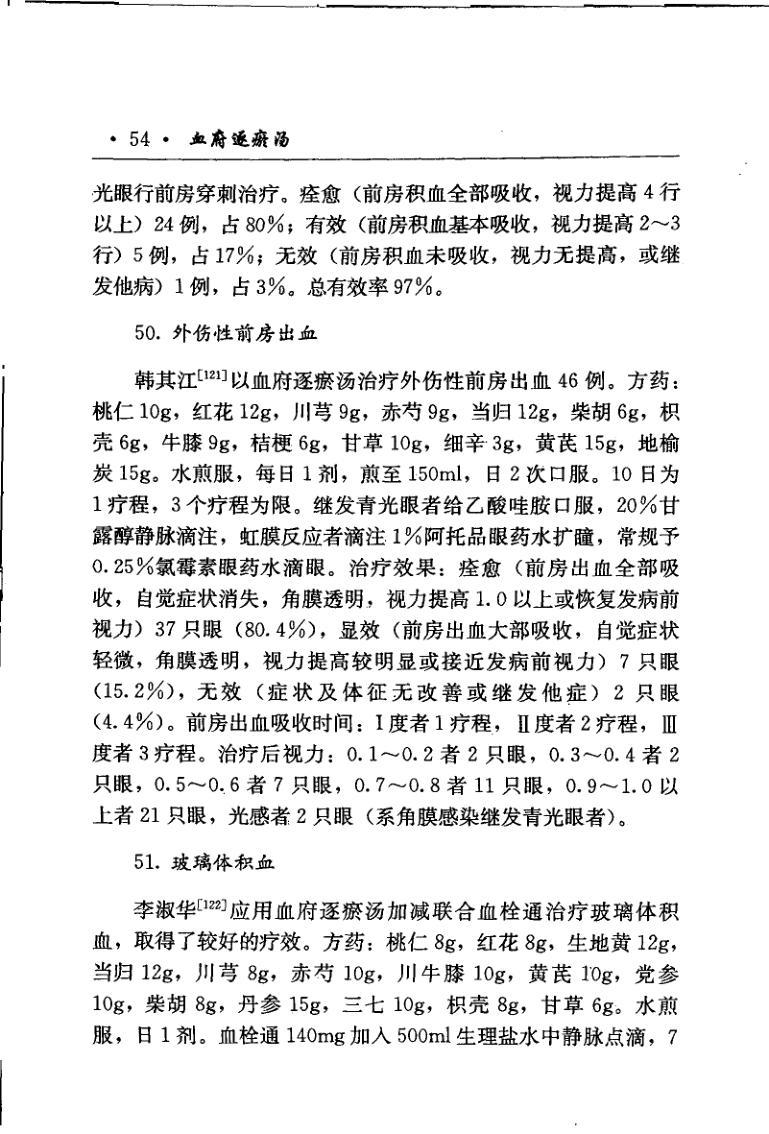 · 54 · 血府逐瘀汤
光眼行前房穿刺治疗。痊愈（前房积血全部吸收，视力提高 4 行
以上）24 例，占 80%；有效（前房积血基本吸收，视力提高 2～3
行）5 例，占 17%；无效（前房积血未吸收，视力无提高，或继
发他病）1 例，占 3%。总有效率 97%。
50. 外伤性前房出血
韩其江[121]以血府逐瘀汤治疗外伤性前房出血 46 例。方药：
桃仁 10g，红花 12g，川芎 9g，赤芍 9g，当归 12g，柴胡 6g，枳
壳 6g，牛膝 9g，桔梗 6g，甘草 10g，细辛 3g，黄芪 15g，地榆
炭 15g。水煎服，每日 1 剂，煎至 150ml，日 2 次口服。10 日为
1 疗程，3 个疗程为限。继发青光眼者给乙酸哇胺口服，20%甘
露醇静脉滴注，虹膜反应者滴注 1%阿托品眼药水扩瞳，常规予
0.25%氯霉素眼药水滴眼。治疗效果：痊愈（前房出血全部吸
收，自觉症状消失，角膜透明，视力提高 1.0 以上或恢复发病前
视力）37 只眼（80.4%），显效（前房出血大部吸收，自觉症状
轻微，角膜透明，视力提高较明显或接近发病前视力）7 只眼
（15.2%），无效（症状及体征无改善或继发他症）2 只眼
（4.4%）。前房出血吸收时间：Ⅰ度者 1 疗程，Ⅱ度者 2 疗程，Ⅲ
度者 3 疗程。治疗后视力：0.1～0.2 者 2 只眼，0.3～0.4 者 2
只眼，0.5～0.6 者 7 只眼，0.7～0.8 者 11 只眼，0.9～1.0 以
上者 21 只眼，光感者 2 只眼（系角膜感染继发青光眼者）。
51. 玻璃体积血
李淑华[122]应用血府逐瘀汤加减联合血栓通治疗玻璃体积
血，取得了较好的疗效。方药：桃仁 8g，红花 8g，生地黄 12g，
当归 12g，川芎 8g，赤芍 10g，川牛膝 10g，黄芪 10g，党参
10g，柴胡 8g，丹参 15g，三七 10g，枳壳 8g，甘草 6g。水煎
服，日 1 剂。血栓通 140mg 加入 500ml 生理盐水中静脉点滴，7